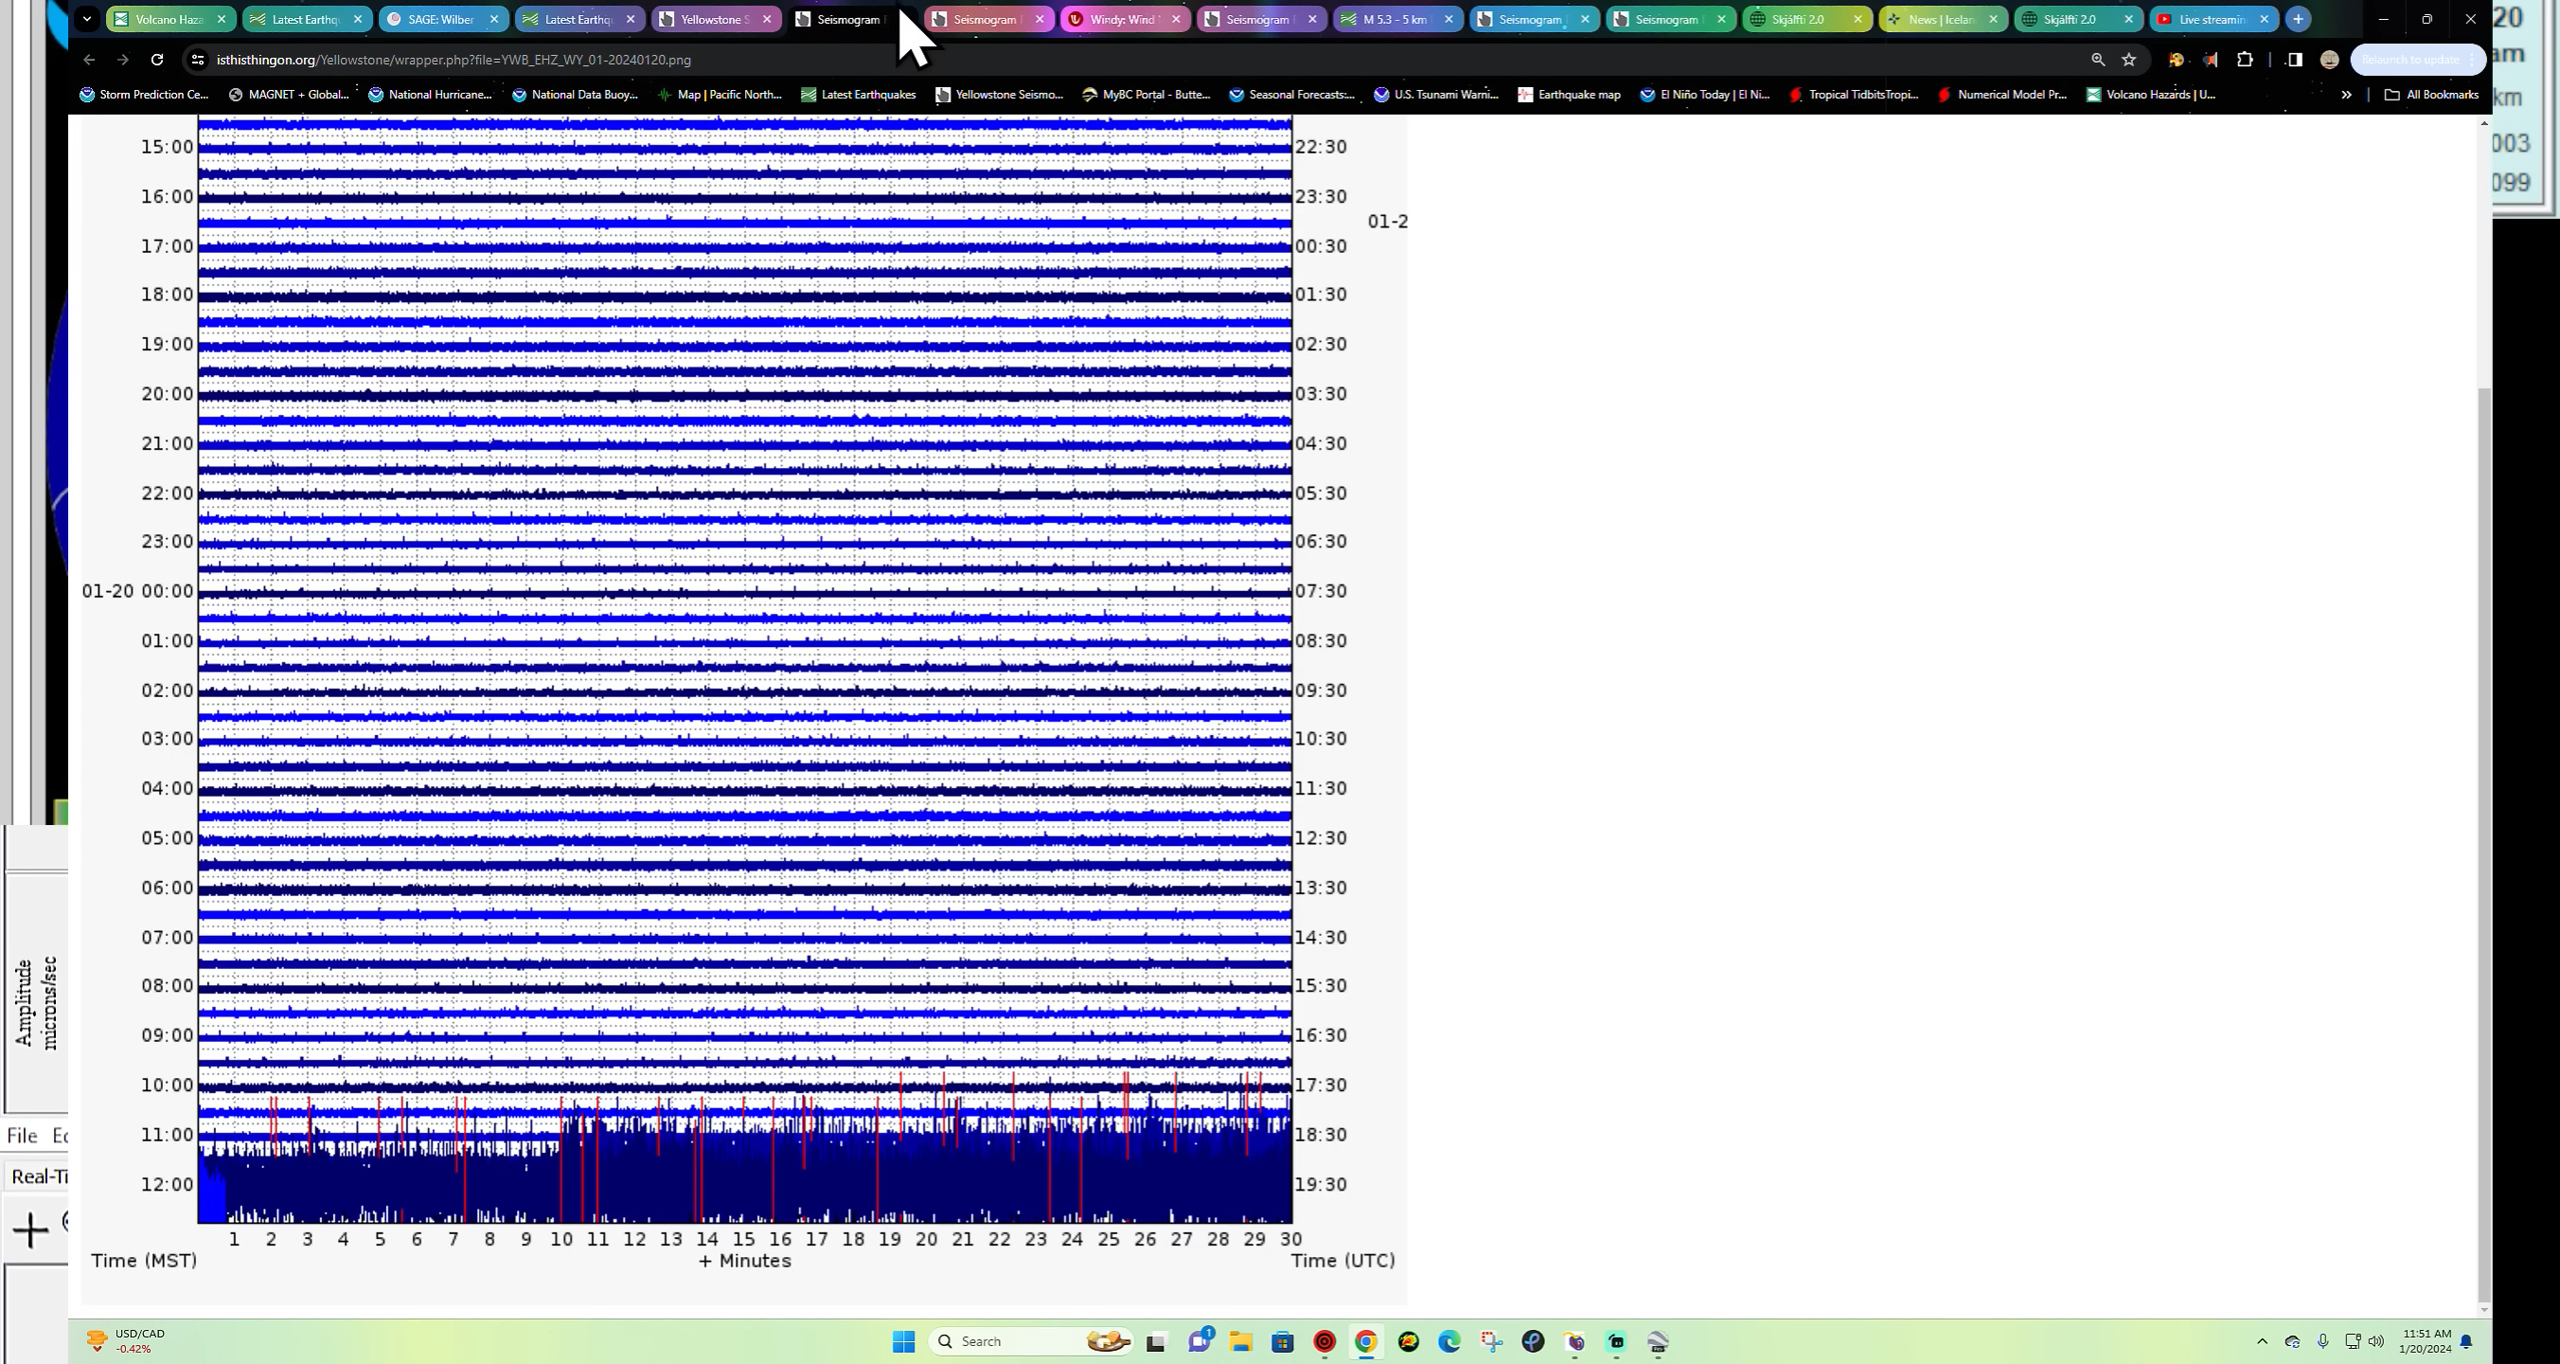 Volcano Haza
Latest Earthq
SAGE: Wilber
Latest Earthq
Yellowstone S
Seismogram
Seismogram
Windy: Wind
Seismogram
M 5.3 - 5 km
Seismogram
Seismogram
Skjálfti 2.0
News | Icelan
Skjálfti 2.0
Live streamin
isthisthingon.org/Yellowstone/wrapper.php?file=YWB_EHZ_WY_01-20240120.png
Relaunch to update
Storm Prediction Ce...
MAGNET + Global...
National Hurricane...
National Data Buoy...
Map | Pacific North...
Latest Earthquakes
Yellowstone Seismo...
MyBC Portal - Butte...
Seasonal Forecasts:...
U.S. Tsunami Warni...
Earthquake map
El Niño Today | El Ni...
Tropical TidbitsTropi...
Numerical Model Pr...
Volcano Hazards | U...
All Bookmarks
20
am
km
003
099
15:00 22:30
16:00 23:30
01-2
17:00 00:30
18:00 01:30
19:00 02:30
20:00 03:30
21:00 04:30
22:00 05:30
23:00 06:30
01-20 00:00 07:30
01:00 08:30
02:00 09:30
03:00 10:30
04:00 11:30
05:00 12:30
06:00 13:30
07:00 14:30
08:00 15:30
09:00 16:30
10:00 17:30
11:00 18:30
12:00 19:30
1 2 3 4 5 6 7 8 9 10 11 12 13 14 15 16 17 18 19 20 21 22 23 24 25 26 27 28 29 30
Time (MST) + Minutes Time (UTC)
Amplitude
microns/sec
File Ec
Real-Ti
USD/CAD
-0.42%
Search
1
11:51 AM
1/20/2024